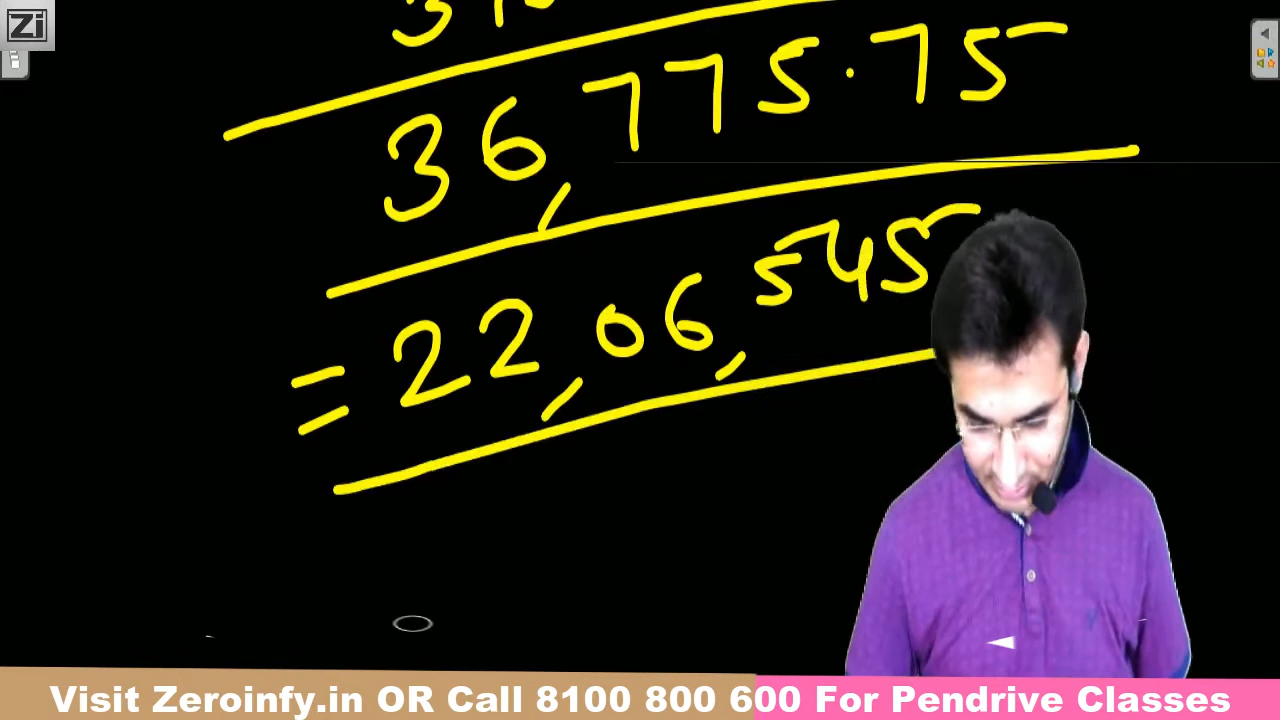 Zi
36,775.75
= 22,06,545
Visit Zeroinfy.in OR Call 8100 800 600 For Pendrive Classes